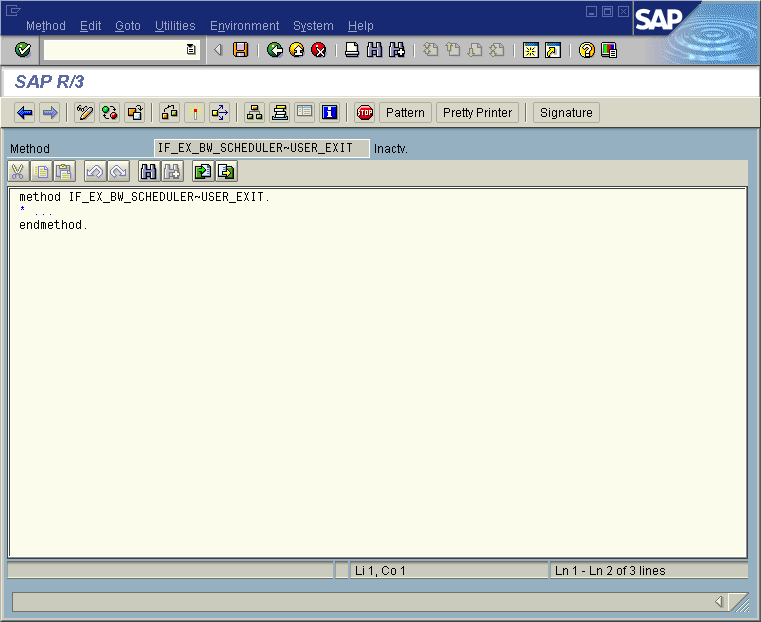 Method Edit Goto Utilities Environment System Help
SAP
SAP R/3
STOP Pattern Pretty Printer Signature
Method IF_EX_BW_SCHEDULER~USER_EXIT Inactv.
method IF_EX_BW_SCHEDULER~USER_EXIT.
* ...
endmethod.
Li 1, Co 1 Ln 1 - Ln 2 of 3 lines